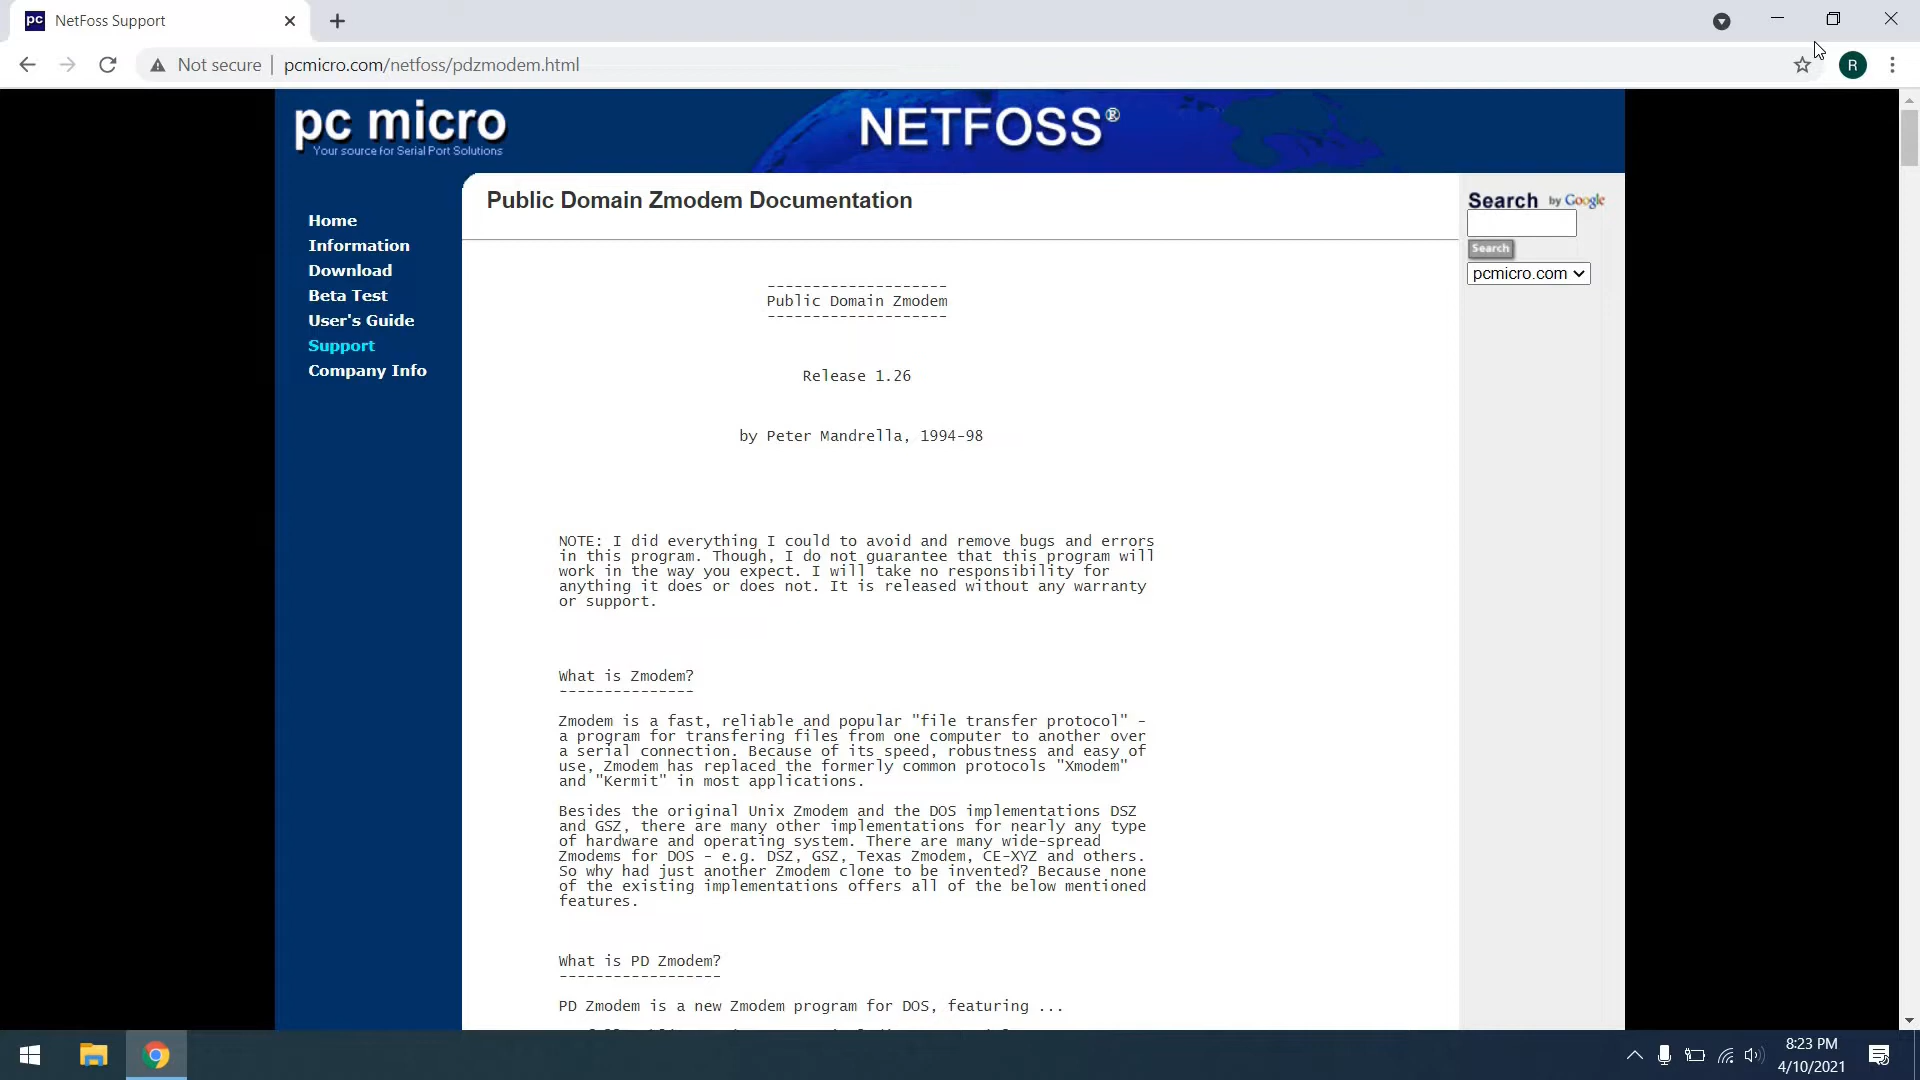 pc NetFoss Support
Not secure | pcmicro.com/netfoss/pdzmodem.html
R
pc micro
Your source for Serial Port Solutions
NETFOSS®
Home
Information
Download
Beta Test
User's Guide
Support
Company Info
Public Domain Zmodem Documentation
Search by Google
Search
pcmicro.com
--------------------
Public Domain Zmodem
--------------------
Release 1.26
by Peter Mandrella, 1994-98
NOTE: I did everything I could to avoid and remove bugs and errors
in this program. Though, I do not guarantee that this program will
work in the way you expect. I will take no responsibility for
anything it does or does not. It is released without any warranty
or support.
What is Zmodem?
---------------
Zmodem is a fast, reliable and popular "file transfer protocol" -
a program for transfering files from one computer to another over
a serial connection. Because of its speed, robustness and easy of
use, Zmodem has replaced the formerly common protocols "Xmodem"
and "Kermit" in most applications.
Besides the original Unix Zmodem and the DOS implementations DSZ
and GSZ, there are many other implementations for nearly any type
of hardware and operating system. There are many wide-spread
Zmodems for DOS - e.g. DSZ, GSZ, Texas Zmodem, CE-XYZ and others.
So why had just another Zmodem clone to be invented? Because none
of the existing implementations offers all of the below mentioned
features.
What is PD Zmodem?
------------------
PD Zmodem is a new Zmodem program for DOS, featuring ...
8:23 PM
4/10/2021